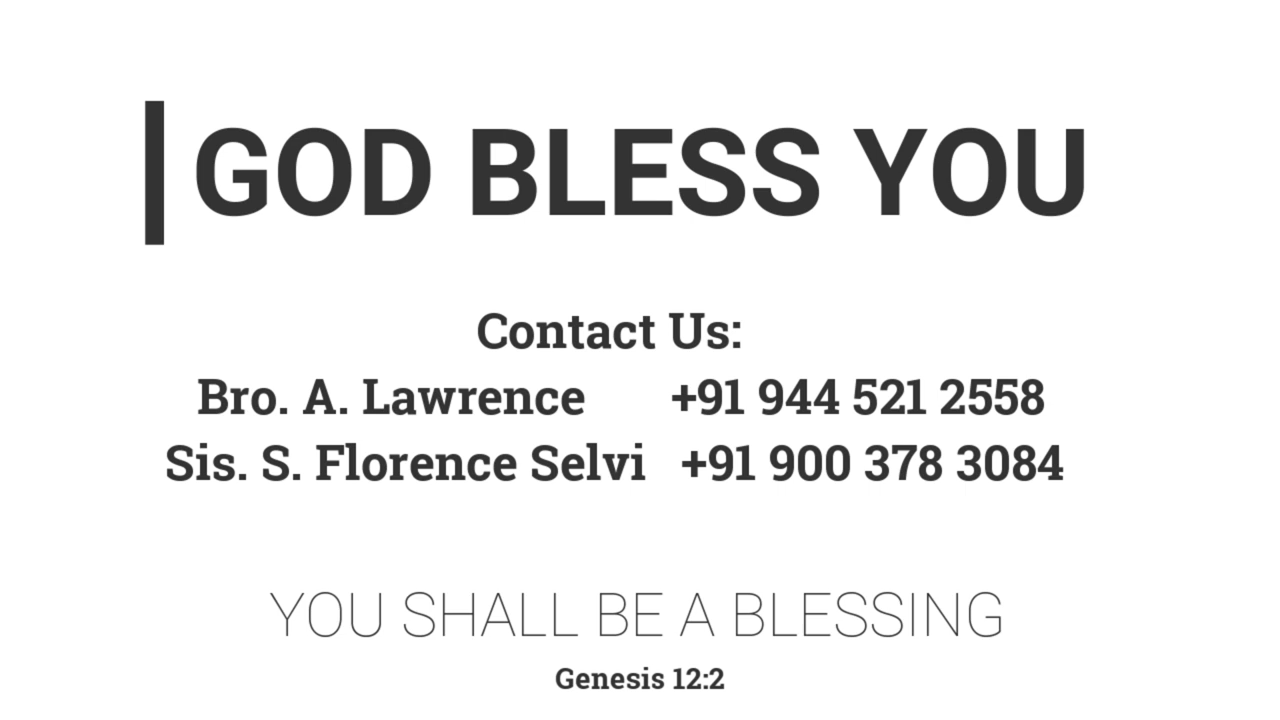 GOD BLESS YOU
Contact Us:
Bro. A. Lawrence +91 944 521 2558
Sis. S. Florence Selvi +91 900 378 3084
YOU SHALL BE A BLESSING
Genesis 12:2